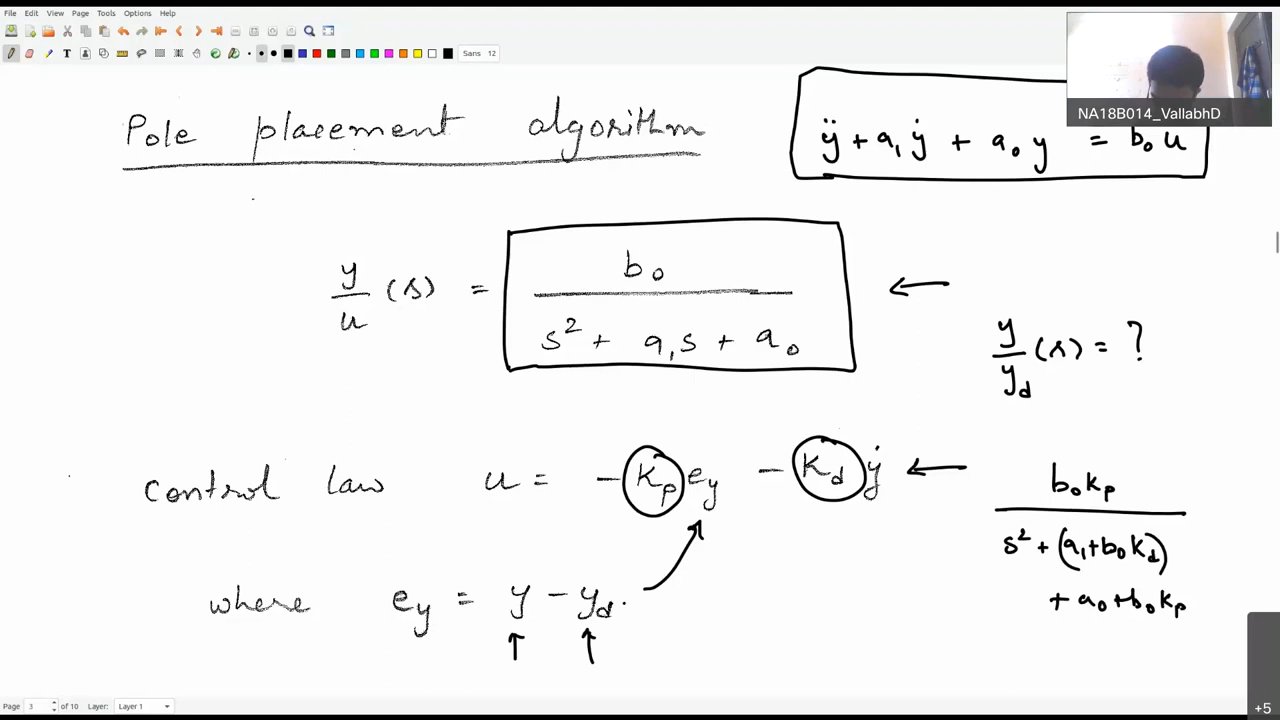 File Edit View Page Tools Options Help
Sans 12
NA18B014_VallabhD
Pole placement algorithm
ÿ + a₁ẏ + a₀y = b₀u
y/u (s) = b₀ / (s² + a₁s + a₀) ←
y/y_d (s) = ?
control law u = - K_p e_y - K_d ẏ ←
b₀k_p
s² + (a₁+b₀k_d)
+ a₀+b₀k_p
where e_y = y - y_d.
↑ ↑
Page 3 of 10 Layer: Layer 1
+5